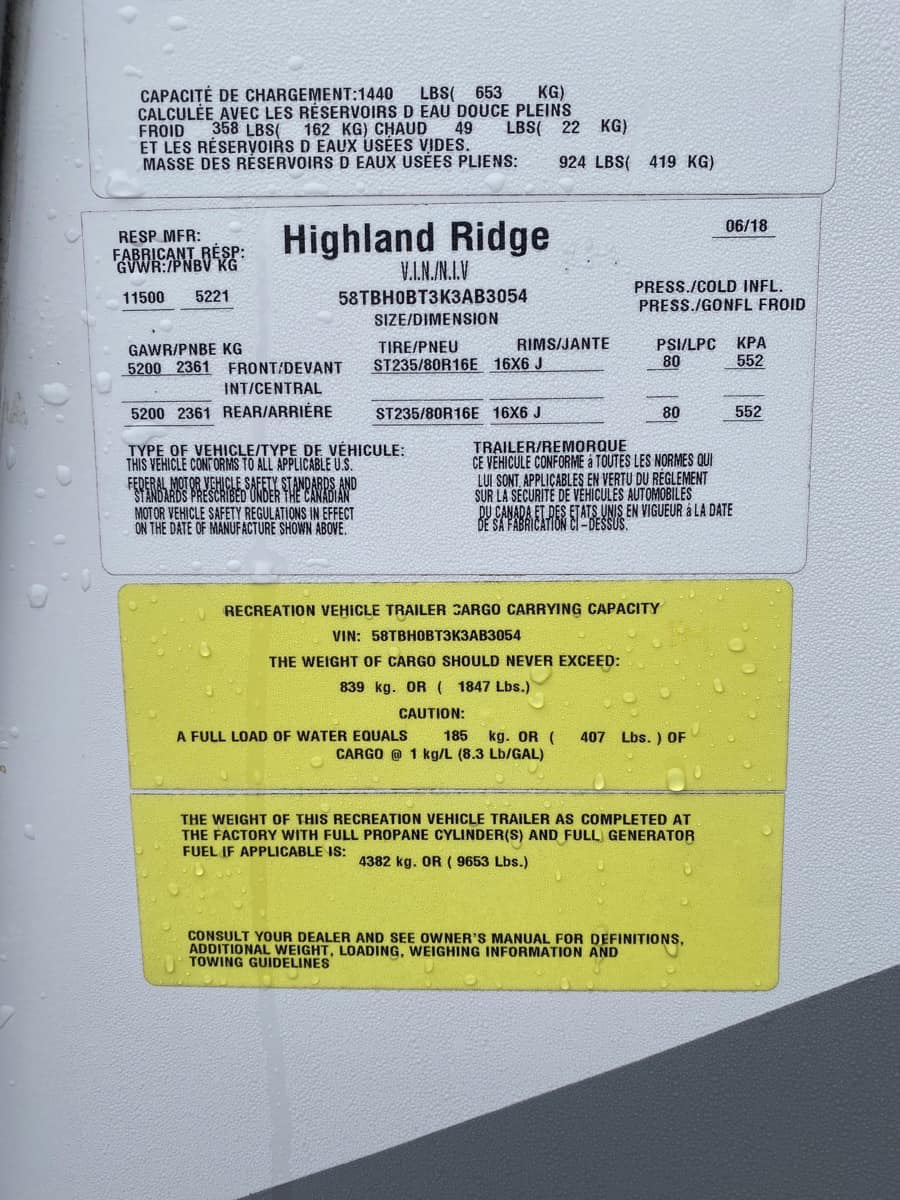 CAPACITÉ DE CHARGEMENT:1440 LBS( 653 KG)
CALCULÉE AVEC LES RÉSERVOIRS D EAU DOUCE PLEINS
FROID 358 LBS( 162 KG) CHAUD 49 LBS( 22 KG)
ET LES RÉSERVOIRS D EAUX USÉES VIDES.
MASSE DES RÉSERVOIRS D EAUX USÉES PLIENS: 924 LBS( 419 KG)
RESP MFR: Highland Ridge 06/18
FABRICANT RÉSP:
GVWR:/PNBV KG V.I.N./N.I.V
11500 5221 58TBH0BT3K3AB3054 PRESS./COLD INFL.
SIZE/DIMENSION PRESS./GONFL FROID
GAWR/PNBE KG TIRE/PNEU RIMS/JANTE PSI/LPC KPA
5200 2361 FRONT/DEVANT ST235/80R16E 16X6 J 80 552
INT/CENTRAL
5200 2361 REAR/ARRIÉRE ST235/80R16E 16X6 J 80 552
TYPE OF VEHICLE/TYPE DE VÉHICULE: TRAILER/REMORQUE
THIS VEHICLE CONFORMS TO ALL APPLICABLE U.S.
FEDERAL MOTOR VEHICLE SAFETY STANDARDS AND
STANDARDS PRESCRIBED UNDER THE CANADIAN
MOTOR VEHICLE SAFETY REGULATIONS IN EFFECT
ON THE DATE OF MANUFACTURE SHOWN ABOVE.
CE VÉHICULE CONFORME á TOUTES LES NORMES QUI
LUI SONT APPLICABLES EN VERTU DU RÉGLEMENT
SUR LA SÉCURITÉ DE VÉHICULES AUTOMOBILES
DU CANADA ET DES ETATS UNIS EN VIGUEUR á LA DATE
DE SA FABRICATION CI-DESSUS.
RECREATION VEHICLE TRAILER CARGO CARRYING CAPACITY
VIN: 58TBH0BT3K3AB3054
THE WEIGHT OF CARGO SHOULD NEVER EXCEED:
839 kg. OR ( 1847 Lbs.)
CAUTION:
A FULL LOAD OF WATER EQUALS 185 kg. OR ( 407 Lbs. ) OF
CARGO @ 1 kg/L (8.3 Lb/GAL)
THE WEIGHT OF THIS RECREATION VEHICLE TRAILER AS COMPLETED AT
THE FACTORY WITH FULL PROPANE CYLINDER(S) AND FULL GENERATOR
FUEL IF APPLICABLE IS:
4382 kg. OR ( 9653 Lbs.)
CONSULT YOUR DEALER AND SEE OWNER'S MANUAL FOR DEFINITIONS,
ADDITIONAL WEIGHT, LOADING, WEIGHING INFORMATION AND
TOWING GUIDELINES